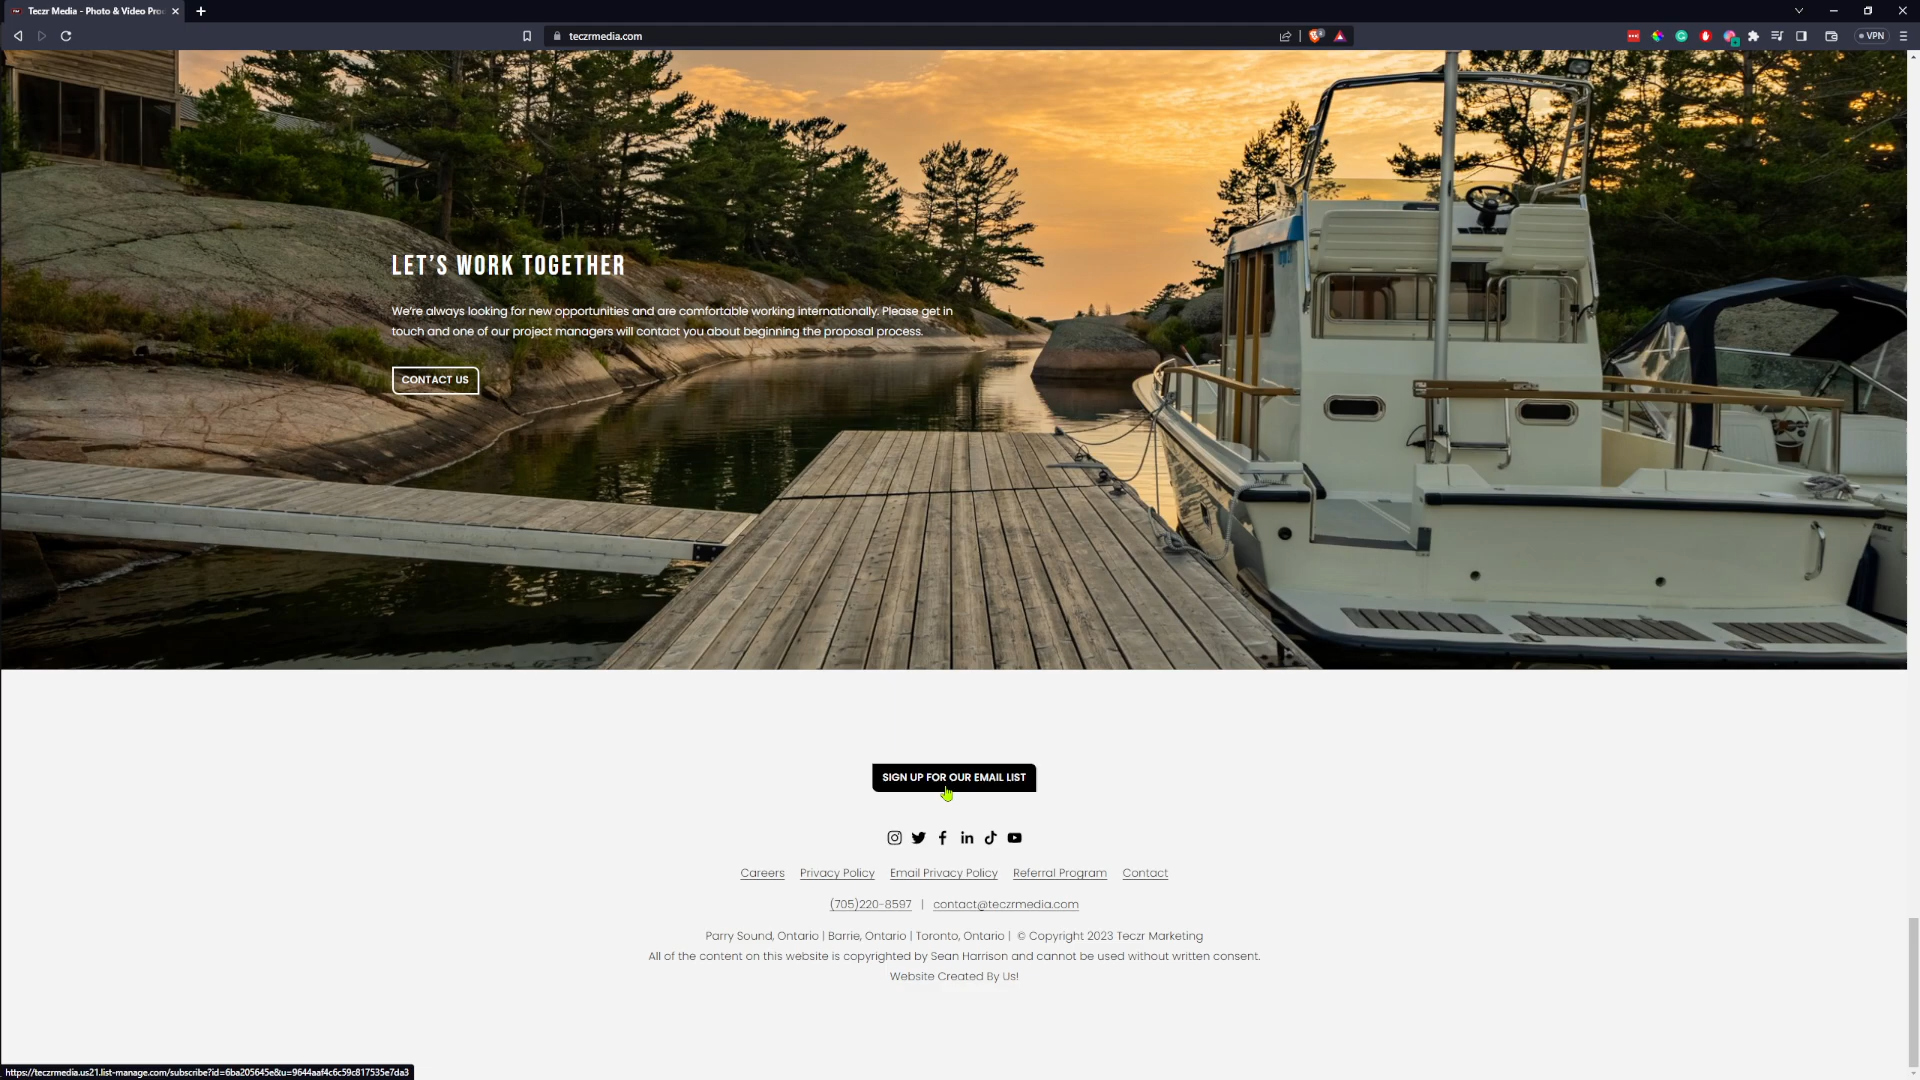 Teczr Media - Photo & Video Pro
teczrmedia.com
VPN
LET'S WORK TOGETHER
We're always looking for new opportunities and are comfortable working internationally. Please get in
touch and one of our project managers will contact you about beginning the proposal process.
CONTACT US
SIGN UP FOR OUR EMAIL LIST
Careers Privacy Policy Email Privacy Policy Referral Program Contact
(705)220-8597 | contact@teczrmedia.com
Parry Sound, Ontario | Barrie, Ontario | Toronto, Ontario | © Copyright 2023 Teczr Marketing
All of the content on this website is copyrighted by Sean Harrison and cannot be used without written consent.
Website Created By Us!
https://teczrmedia.us21.list-manage.com/subscribe?id=6ba205645e&u=9644aaf4c6c59c817535e7da3